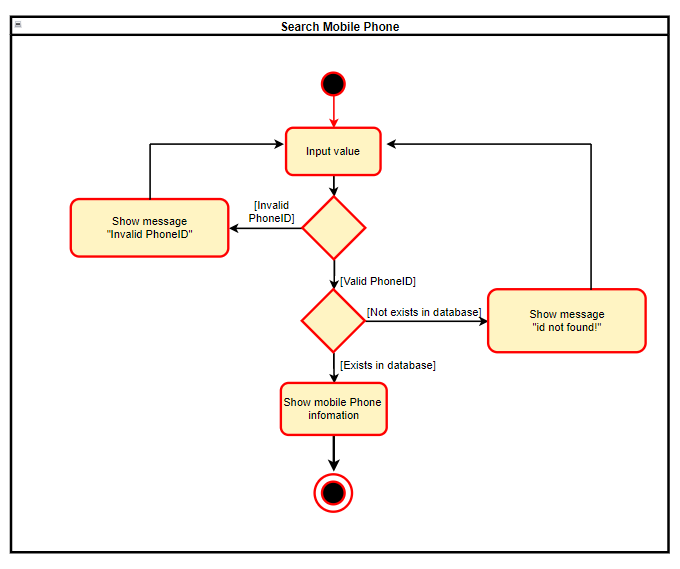 Search Mobile Phone
Input value
[Invalid
PhoneID]
Show message
"Invalid PhoneID"
[Valid PhoneID]
[Not exists in database]
Show message
"id not found!"
[Exists in database]
Show mobile Phone
infomation